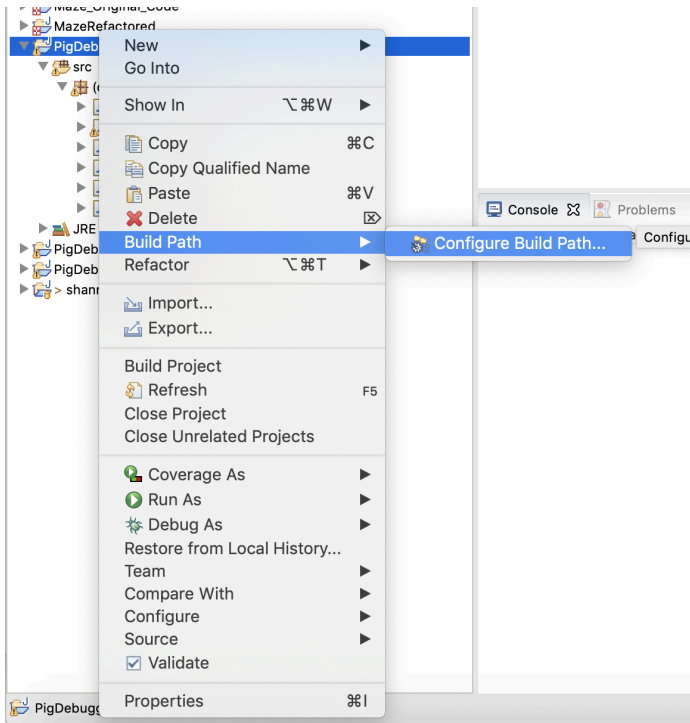 Maze_Original_Code
MazeRefactored
PigDeb
src
JRE
PigDeb
PigDeb
> shann
New
Go Into
Show In ⌥⌘W
Copy ⌘C
Copy Qualified Name
Paste ⌘V
Delete ⌦
Build Path
Configure Build Path...
Refactor ⌥⌘T
Import...
Export...
Build Project
Refresh F5
Close Project
Close Unrelated Projects
Coverage As
Run As
Debug As
Restore from Local History...
Team
Compare With
Configure
Source
Validate
Properties ⌘I
Console
Problems
Configu
PigDebugg